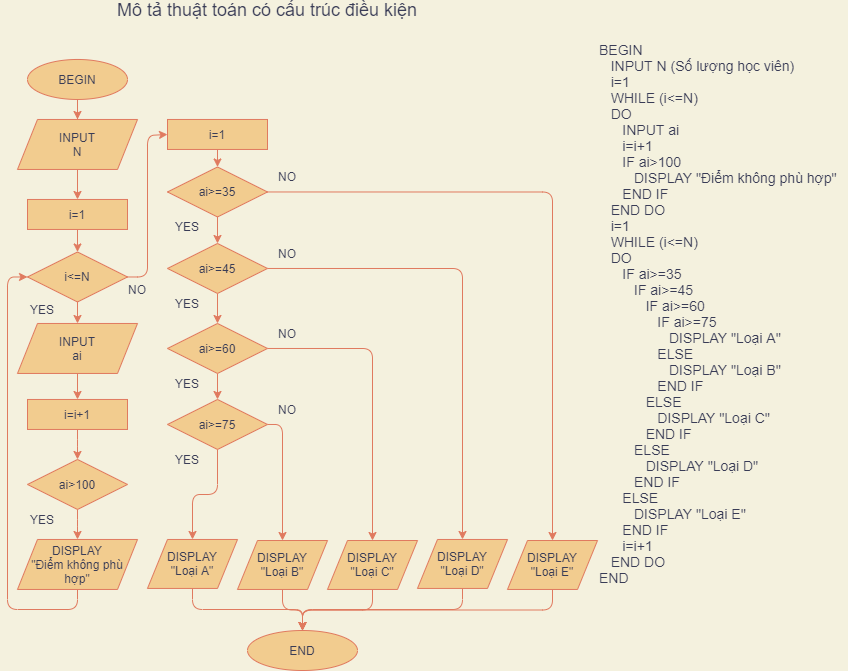 Mô tả thuật toán có cấu trúc điều kiện
BEGIN
INPUT
N
i=1
i<=N
NO
YES
INPUT
ai
i=i+1
ai>100
YES
DISPLAY
"Điểm không phù
hợp"
i=1
ai>=35
NO
YES
ai>=45
NO
YES
ai>=60
NO
YES
ai>=75
NO
YES
DISPLAY
"Loại A"
DISPLAY
"Loại B"
DISPLAY
"Loại C"
DISPLAY
"Loại D"
DISPLAY
"Loại E"
END
BEGIN
INPUT N (Số lượng học viên)
i=1
WHILE (i<=N)
DO
INPUT ai
i=i+1
IF ai>100
DISPLAY "Điểm không phù hợp"
END IF
END DO
i=1
WHILE (i<=N)
DO
IF ai>=35
IF ai>=45
IF ai>=60
IF ai>=75
DISPLAY "Loại A"
ELSE
DISPLAY "Loại B"
END IF
ELSE
DISPLAY "Loại C"
END IF
ELSE
DISPLAY "Loại D"
END IF
ELSE
DISPLAY "Loại E"
END IF
i=i+1
END DO
END